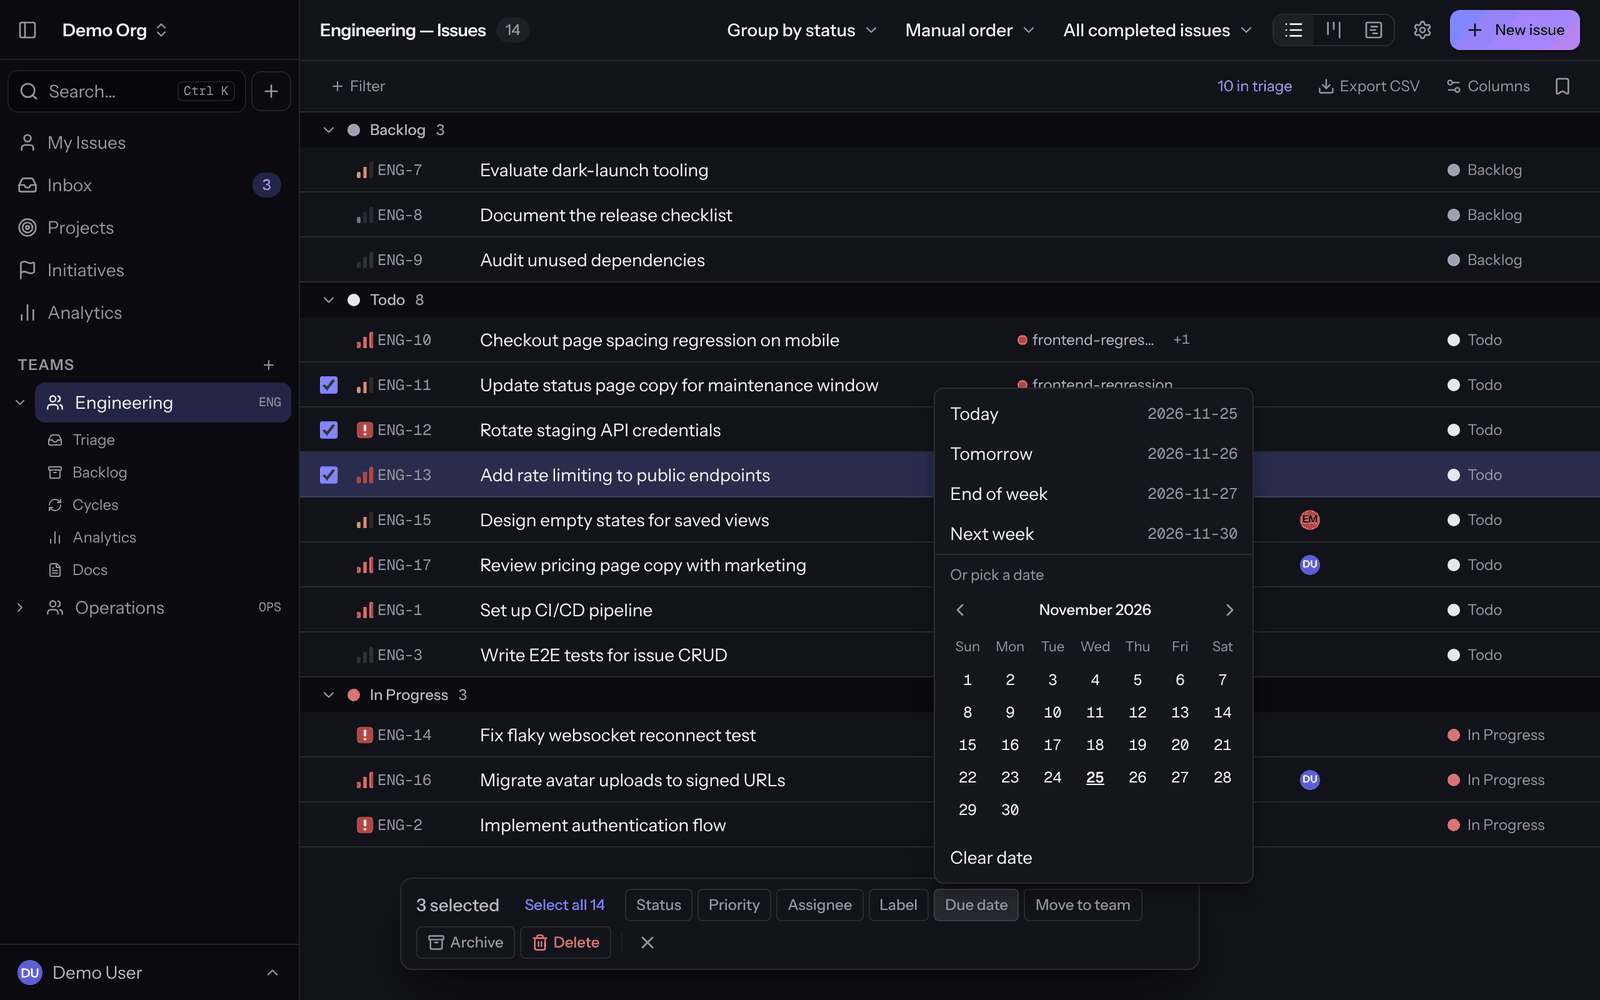 Demo Org
Search...
Ctrl K
My Issues
Inbox
3
Projects
Initiatives
Analytics
TEAMS
Engineering
ENG
Triage
Backlog
Cycles
Analytics
Docs
Operations
OPS
DU
Demo User
Engineering — Issues
14
Group by status
Manual order
All completed issues
New issue
Filter
10 in triage
Export CSV
Columns
Backlog 3
ENG-7 Evaluate dark-launch tooling Backlog
ENG-8 Document the release checklist Backlog
ENG-9 Audit unused dependencies Backlog
Todo 8
ENG-10 Checkout page spacing regression on mobile frontend-regres... +1 Todo
ENG-11 Update status page copy for maintenance window frontend-regression Todo
ENG-12 Rotate staging API credentials Todo
ENG-13 Add rate limiting to public endpoints Todo
ENG-15 Design empty states for saved views EM Todo
ENG-17 Review pricing page copy with marketing DU Todo
ENG-1 Set up CI/CD pipeline Todo
ENG-3 Write E2E tests for issue CRUD Todo
In Progress 3
ENG-14 Fix flaky websocket reconnect test In Progress
ENG-16 Migrate avatar uploads to signed URLs DU In Progress
ENG-2 Implement authentication flow In Progress
Today 2026-11-25
Tomorrow 2026-11-26
End of week 2026-11-27
Next week 2026-11-30
Or pick a date
November 2026
Sun Mon Tue Wed Thu Fri Sat
1 2 3 4 5 6 7
8 9 10 11 12 13 14
15 16 17 18 19 20 21
22 23 24 25 26 27 28
29 30
Clear date
3 selected
Select all 14
Status
Priority
Assignee
Label
Due date
Move to team
Archive
Delete